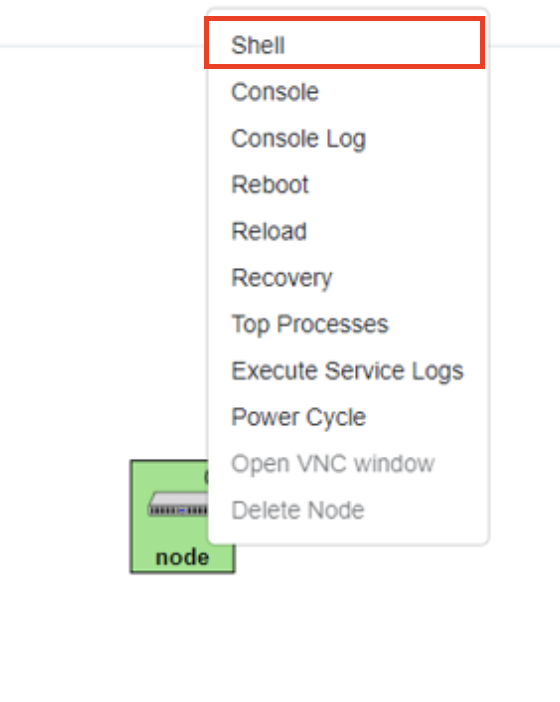 Shell
Console
Console Log
Reboot
Reload
Recovery
Top Processes
Execute Service Logs
Power Cycle
Open VNC window
Delete Node
node